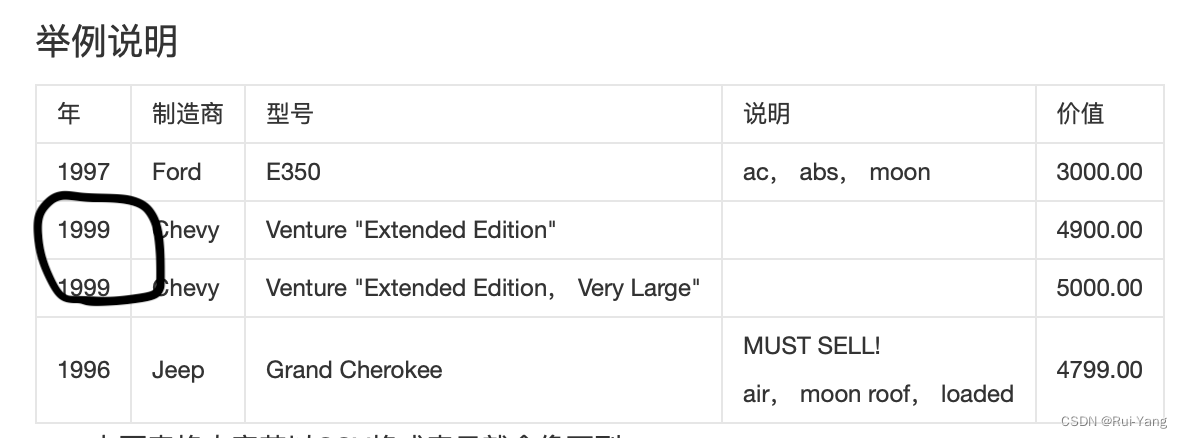 举例说明
年 制造商 型号 说明 价值
1997 Ford E350 ac， abs， moon 3000.00
1999 Chevy Venture "Extended Edition" 4900.00
1999 Chevy Venture "Extended Edition， Very Large" 5000.00
1996 Jeep Grand Cherokee MUST SELL! 4799.00
air， moon roof， loaded
CSDN @Rui-Yang